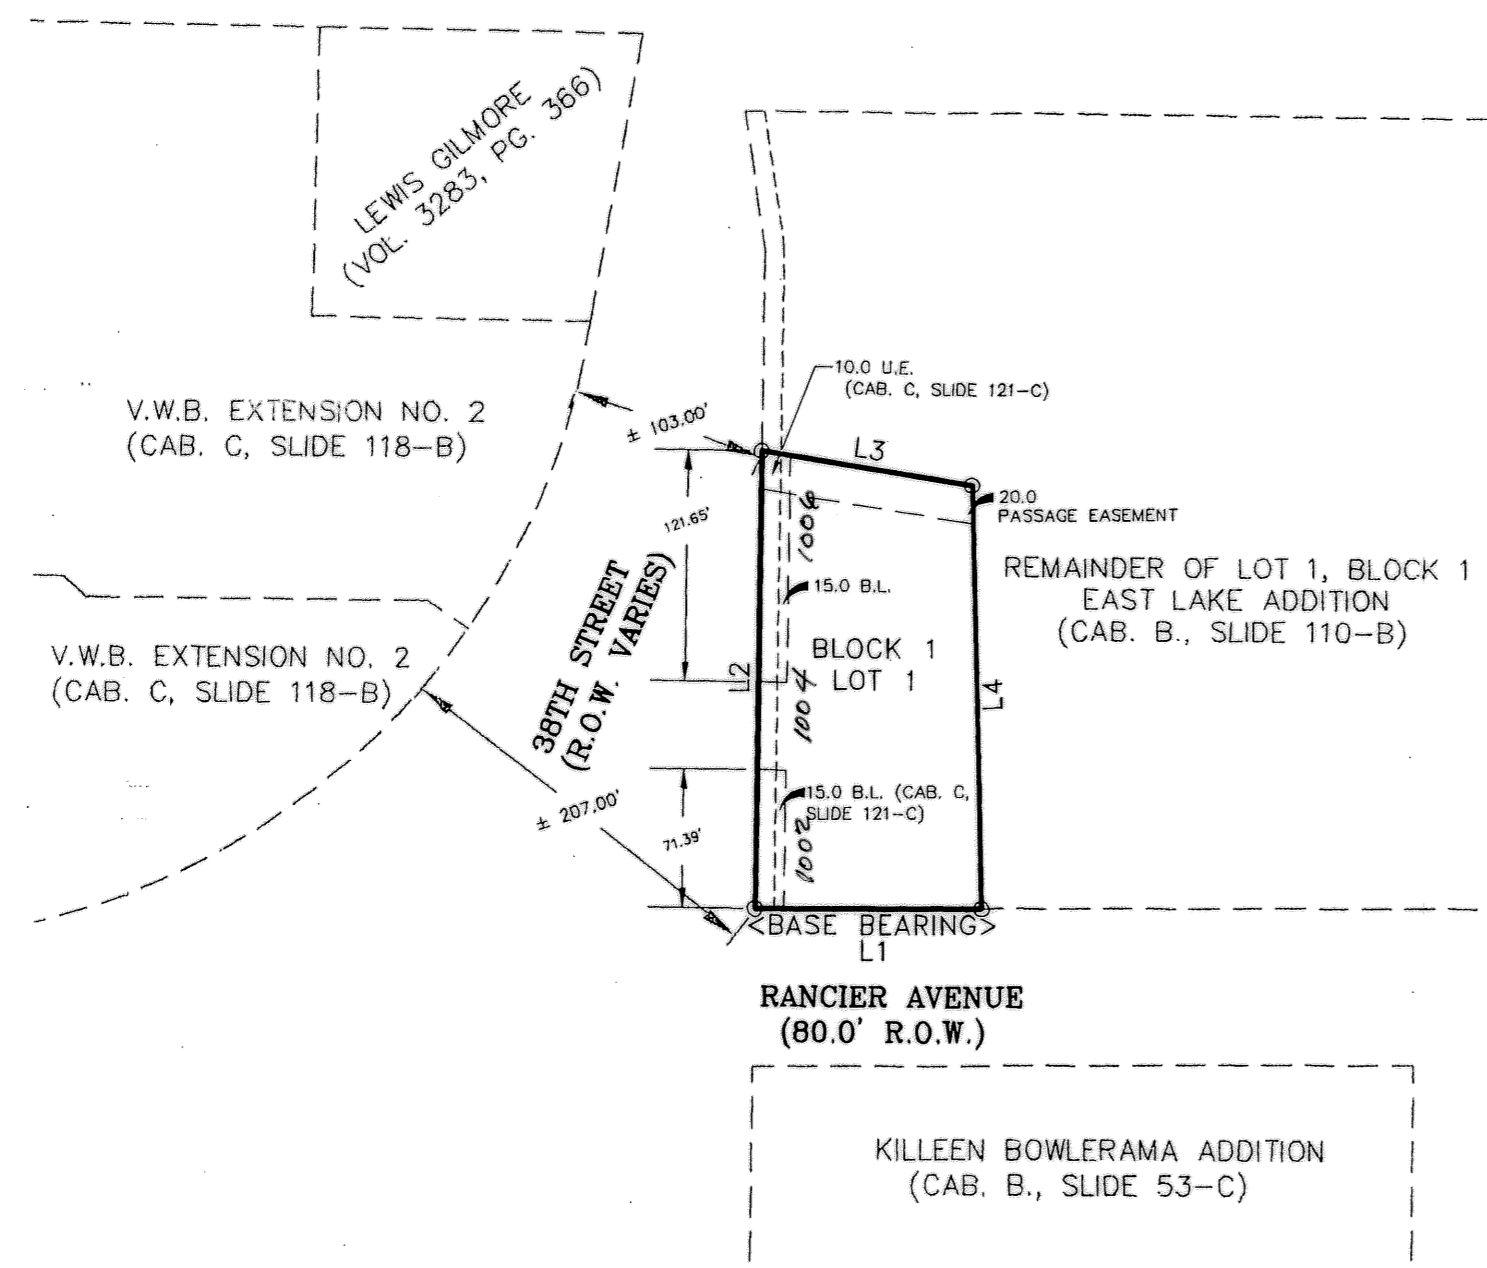 LEWIS GILMORE
(VOL. 3283, PG. 366)
V.W.B. EXTENSION NO. 2
(CAB. C, SLIDE 118-B)
10.0 U.E.
(CAB. C, SLIDE 121-C)
± 103.00'
L3
121.65'
1006
20.0
PASSAGE EASEMENT
REMAINDER OF LOT 1, BLOCK 1
EAST LAKE ADDITION
(CAB. B., SLIDE 110-B)
15.0 B.L.
38TH STREET
(R.O.W. VARIES)
BLOCK 1
LOT 1
L2
1004
L4
V.W.B. EXTENSION NO. 2
(CAB. C, SLIDE 118-B)
± 207.00'
71.39'
15.0 B.L. (CAB. C,
SLIDE 121-C)
1002
<BASE BEARING>
L1
RANCIER AVENUE
(80.0' R.O.W.)
KILLEEN BOWLERAMA ADDITION
(CAB. B., SLIDE 53-C)